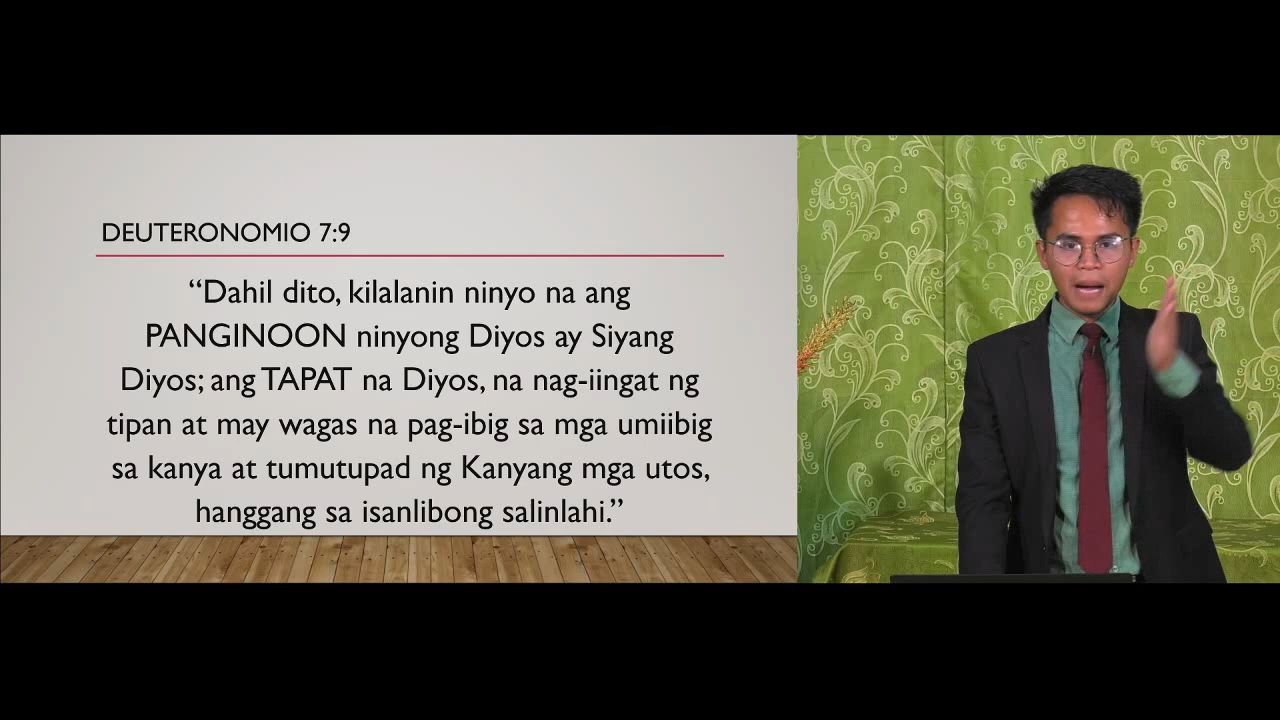 DEUTERONOMIO 7:9
“Dahil dito, kilalanin ninyo na ang
PANGINOON ninyong Diyos ay Siyang
Diyos; ang TAPAT na Diyos, na nag-iingat ng
tipan at may wagas na pag-ibig sa mga umiibig
sa kanya at tumutupad ng Kanyang mga utos,
hanggang sa isanlibong salinlahi.”